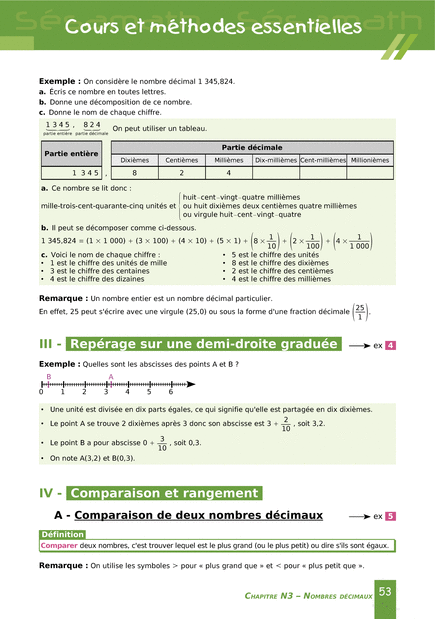 Cours et méthodes essentielles
Exemple : On considère le nombre décimal 1 345,824.
a. Écris ce nombre en toutes lettres.
b. Donne une décomposition de ce nombre.
c. Donne le nom de chaque chiffre.
1 3 4 5 , 8 2 4 On peut utiliser un tableau.
partie entière partie décimale
Partie entière Partie décimale
Dixièmes Centièmes Millièmes Dix-millièmes Cent-millièmes Millionièmes
1 3 4 5 , 8 2 4
a. Ce nombre se lit donc :
huit-cent-vingt-quatre millièmes
mille-trois-cent-quarante-cinq unités et ou huit dixièmes deux centièmes quatre millièmes
ou virgule huit-cent-vingt-quatre
b. Il peut se décomposer comme ci-dessous.
1 345,824 = (1 × 1 000) + (3 × 100) + (4 × 10) + (5 × 1) + (8 × 1/10) + (2 × 1/100) + (4 × 1/1 000)
c. Voici le nom de chaque chiffre :
• 1 est le chiffre des unités de mille
• 3 est le chiffre des centaines
• 4 est le chiffre des dizaines
• 5 est le chiffre des unités
• 8 est le chiffre des dixièmes
• 2 est le chiffre des centièmes
• 4 est le chiffre des millièmes
Remarque : Un nombre entier est un nombre décimal particulier.
En effet, 25 peut s'écrire avec une virgule (25,0) ou sous la forme d'une fraction décimale (25/1).
III - Repérage sur une demi-droite graduée ex 4
Exemple : Quelles sont les abscisses des points A et B ?
B A
0 1 2 3 4 5 6
• Une unité est divisée en dix parts égales, ce qui signifie qu'elle est partagée en dix dixièmes.
• Le point A se trouve 2 dixièmes après 3 donc son abscisse est 3 + 2/10 , soit 3,2.
• Le point B a pour abscisse 0 + 3/10 , soit 0,3.
• On note A(3,2) et B(0,3).
IV - Comparaison et rangement
A - Comparaison de deux nombres décimaux ex 5
Définition
Comparer deux nombres, c'est trouver lequel est le plus grand (ou le plus petit) ou dire s'ils sont égaux.
Remarque : On utilise les symboles > pour « plus grand que » et < pour « plus petit que ».
Chapitre N3 – Nombres décimaux 53